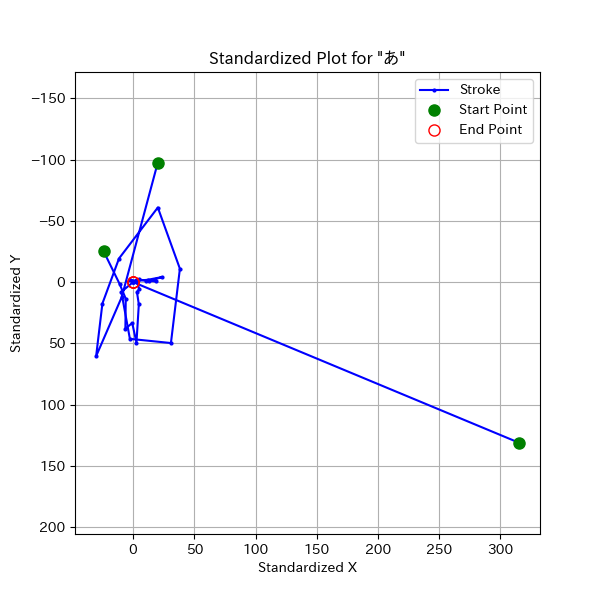 Standardized Plot for "あ"
Stroke
Start Point
End Point
Standardized Y
−150
−100
−50
0
50
100
150
200
0 50 100 150 200 250 300
Standardized X